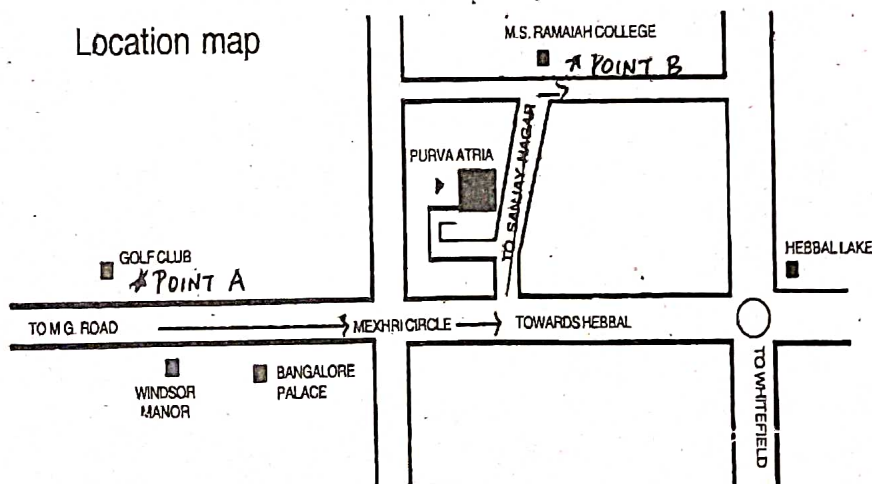 Location map
M.S. RAMAIAH COLLEGE
POINT B
PURVA ATRIA
TO SANJAY NAGAR
GOLF CLUB
POINT A
HEBBAL LAKE
TO M G. ROAD
MEXHRI CIRCLE
TOWARDS HEBBAL
WINDSOR
MANOR
BANGALORE
PALACE
TO WHITEFIELD